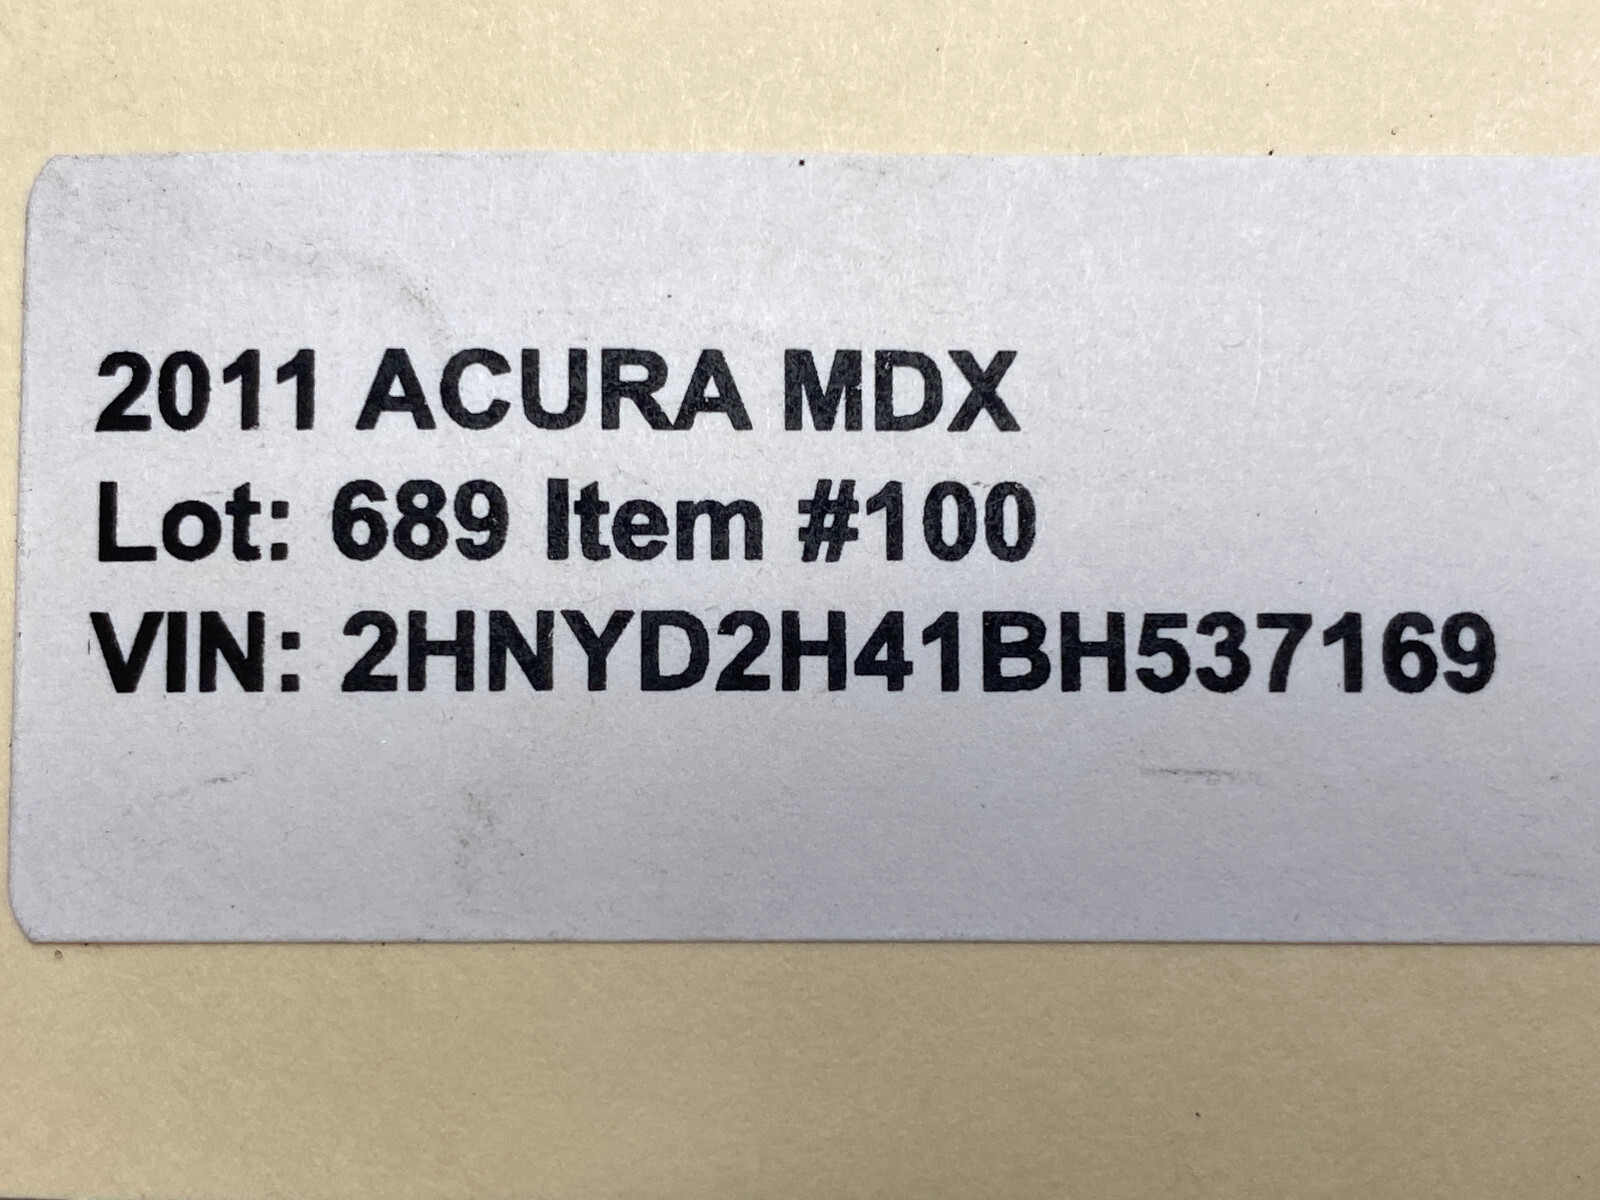 2011 ACURA MDX
Lot: 689 Item #100
VIN: 2HNYD2H41BH537169